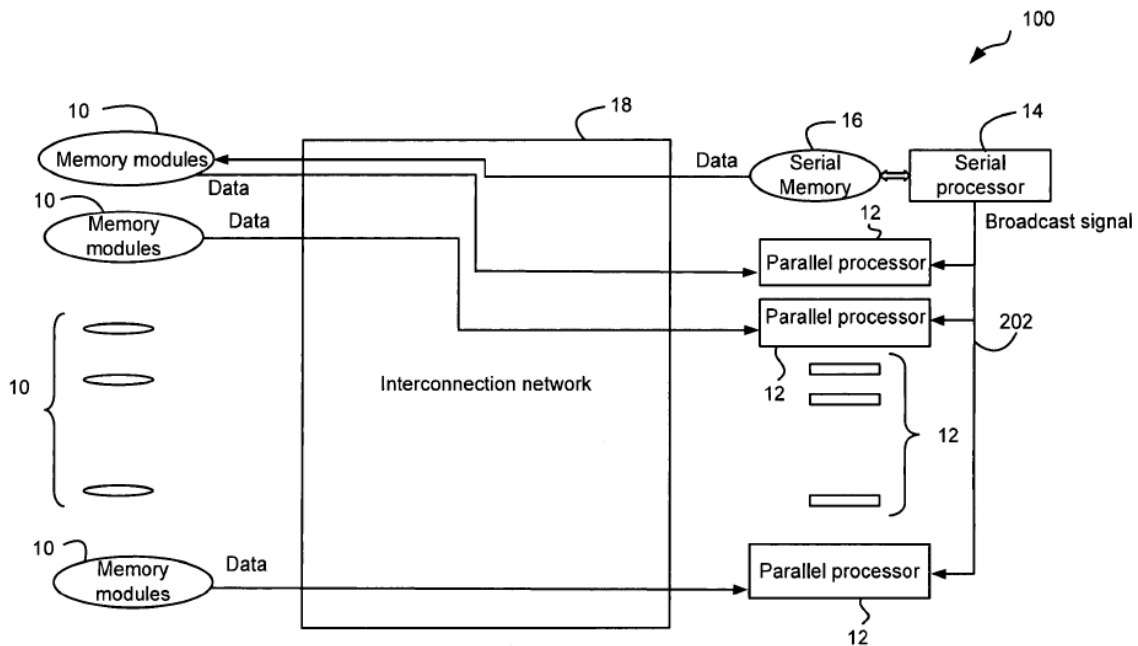 100
10
18
16
14
Memory modules
Data
Serial
Memory
Serial
processor
Data
10
Memory
modules
Data
12
Broadcast signal
Parallel processor
Parallel processor
202
10
Interconnection network
12
12
10
Memory
modules
Data
Parallel processor
12